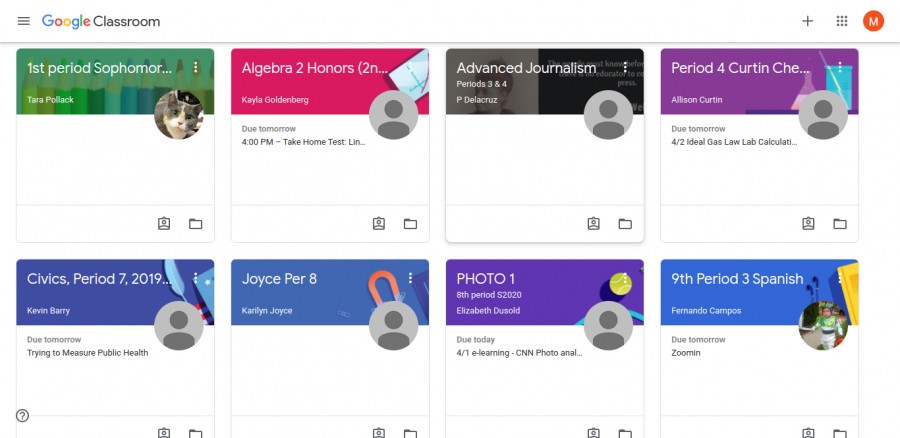 Google Classroom
M
1st period Sophomor...
Tara Pollack
Algebra 2 Honors (2n...
Kayla Goldenberg
Due tomorrow
4:00 PM – Take Home Test: Lin...
Advanced Journalism
Periods 3 & 4
P Delacruz
Period 4 Curtin Che...
Allison Curtin
Due tomorrow
4/2 Ideal Gas Law Lab Calculati...
Civics, Period 7, 2019...
Kevin Barry
Due tomorrow
Trying to Measure Public Health
Joyce Per 8
Karilyn Joyce
PHOTO 1
8th period S2020
Elizabeth Dusold
Due today
4/1 e-learning - CNN Photo anal...
9th Period 3 Spanish
Fernando Campos
Due tomorrow
Zoomin
?